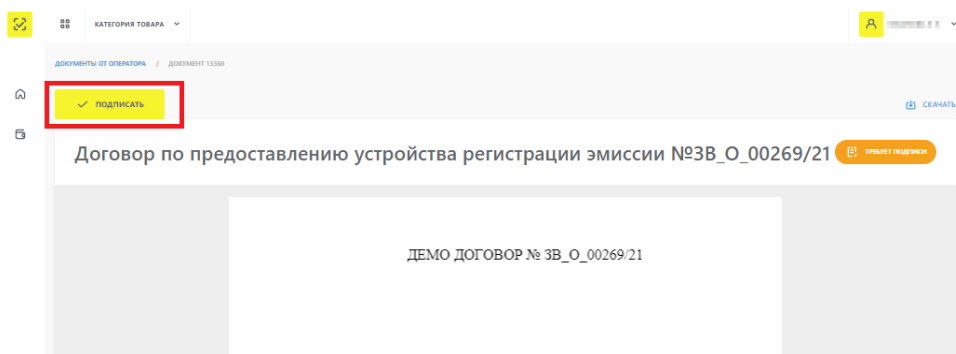 КАТЕГОРИЯ ТОВАРА
ДОКУМЕНТЫ ОТ ОПЕРАТОРА / ДОКУМЕНТ 13368
ПОДПИСАТЬ
СКАЧАТЬ
Договор по предоставлению устройства регистрации эмиссии №ЗВ_О_00269/21
ТРЕБУЕТ ПОДПИСИ
ДЕМО ДОГОВОР № ЗВ_О_00269/21